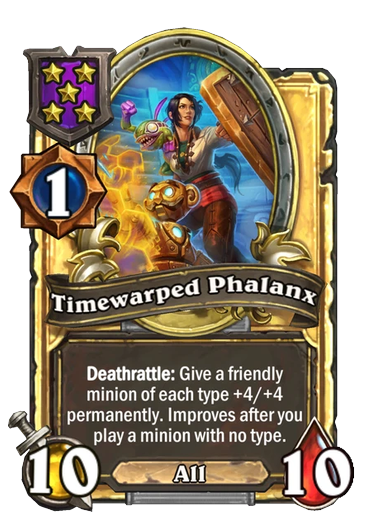 1
Timewarped Phalanx
Deathrattle: Give a friendly
minion of each type +4/+4
permanently. Improves after you
play a minion with no type.
10
All
10